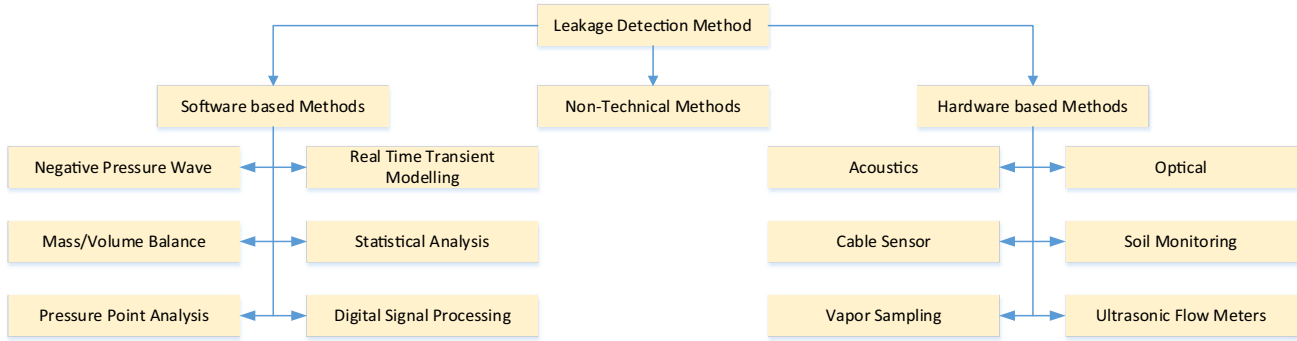 Leakage Detection Method
Software based Methods
Non-Technical Methods
Hardware based Methods
Negative Pressure Wave
Real Time Transient
Modelling
Acoustics
Optical
Mass/Volume Balance
Statistical Analysis
Cable Sensor
Soil Monitoring
Pressure Point Analysis
Digital Signal Processing
Vapor Sampling
Ultrasonic Flow Meters